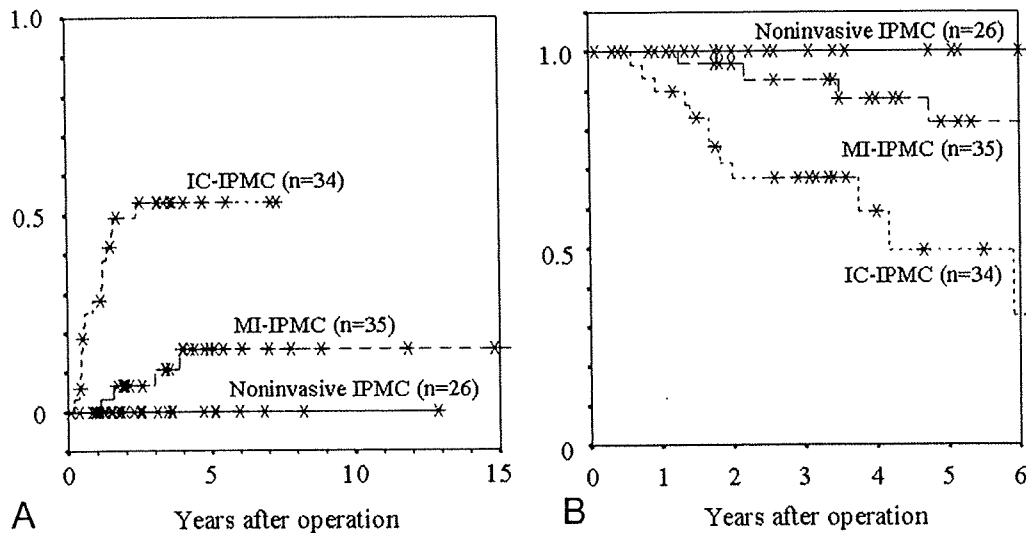 1.0
0.5
0
IC-IPMC (n=34)
MI-IPMC (n=35)
Noninvasive IPMC (n=26)
0 5 10 15
Years after operation
A
Noninvasive IPMC (n=26)
1.0
0.5
0
MI-IPMC (n=35)
IC-IPMC (n=34)
0 1 2 3 4 5 6
Years after operation
B